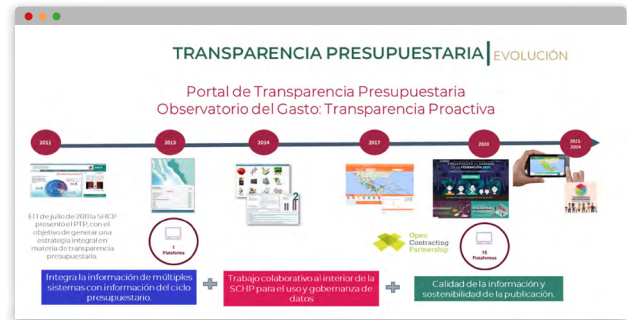 TRANSPARENCIA PRESUPUESTARIA EVOLUCIÓN
Portal de Transparencia Presupuestaria
Observatorio del Gasto: Transparencia Proactiva
2011
2013
2014
2017
2020
2021-
2024
El 1 de julio de 2011 la SHCP
presentó el PTP, con el
objetivo de generar una
estrategia integral en
materia de transparencia
presupuestaria.
1
Plataforma
Open
Contracting
Partnership
15
Plataformas
Integra la información de múltiples
sistemas con información del ciclo
presupuestario.
Trabajo colaborativo al interior de la
SCHP para el uso y gobernanza de
datos
Calidad de la información y
sostenibilidad de la publicación.